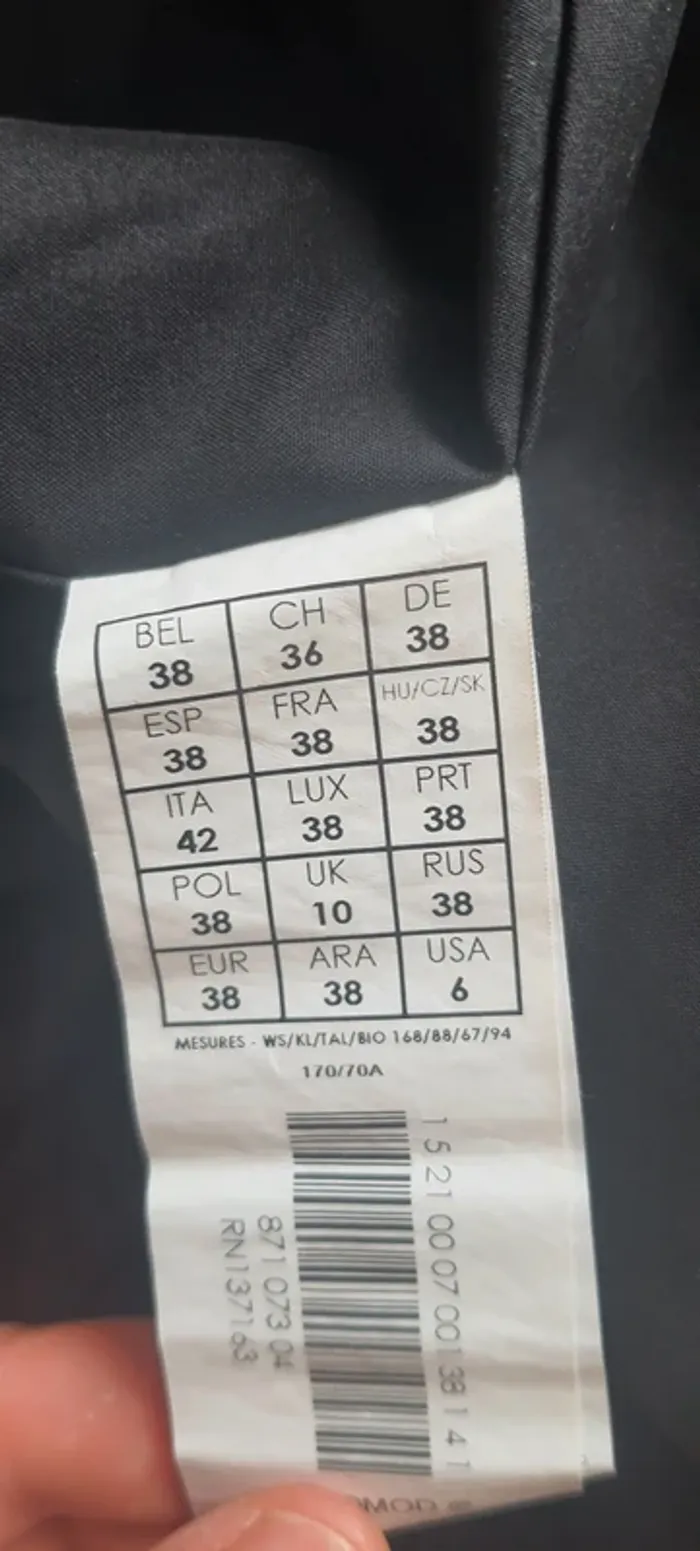 BEL CH DE
38 36 38
ESP FRA HU/CZ/SK
38 38 38
ITA LUX PRT
42 38 38
POL UK RUS
38 10 38
EUR ARA USA
38 38 6
MESURES - WS/KL/TAL/BIO 168/88/67/94
170/70A
1 5 21 00 07 001 38 1 4 1
871 073 04
RN137163